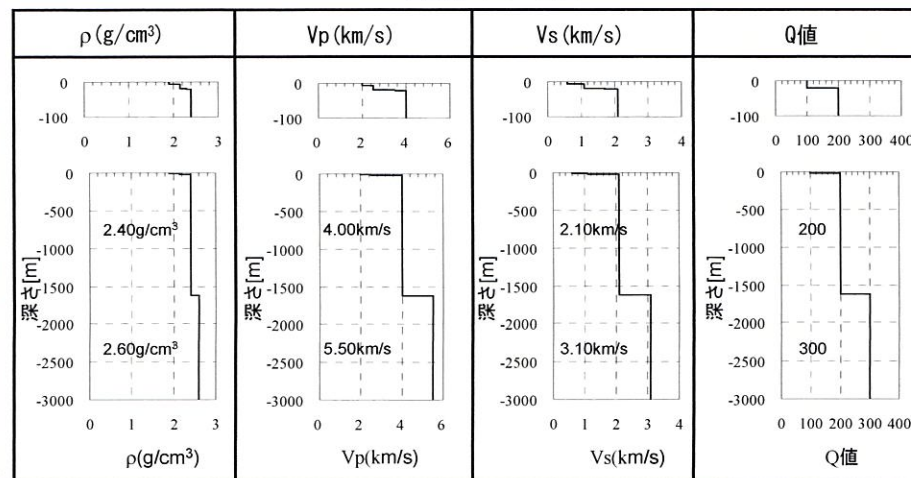 ρ(g/cm³) Vp(km/s) Vs(km/s) Q値
0 0 0 0
-100 -100 -100 -100
0 1 2 3 0 2 4 6 0 1 2 3 4 0 100 200 300 400
0 0 0 0
-500 -500 -500 -500
2.40g/cm³ 4.00km/s 2.10km/s 200
-1000 -1000 -1000 -1000
深さ[m] 深さ[m] 深さ[m] 深さ[m]
-1500 -1500 -1500 -1500
-2000 -2000 -2000 -2000
2.60g/cm³ 5.50km/s 3.10km/s 300
-2500 -2500 -2500 -2500
-3000 -3000 -3000 -3000
0 1 2 3 0 2 4 6 0 1 2 3 4 0 100 200 300 400
ρ(g/cm³) Vp(km/s) Vs(km/s) Q値